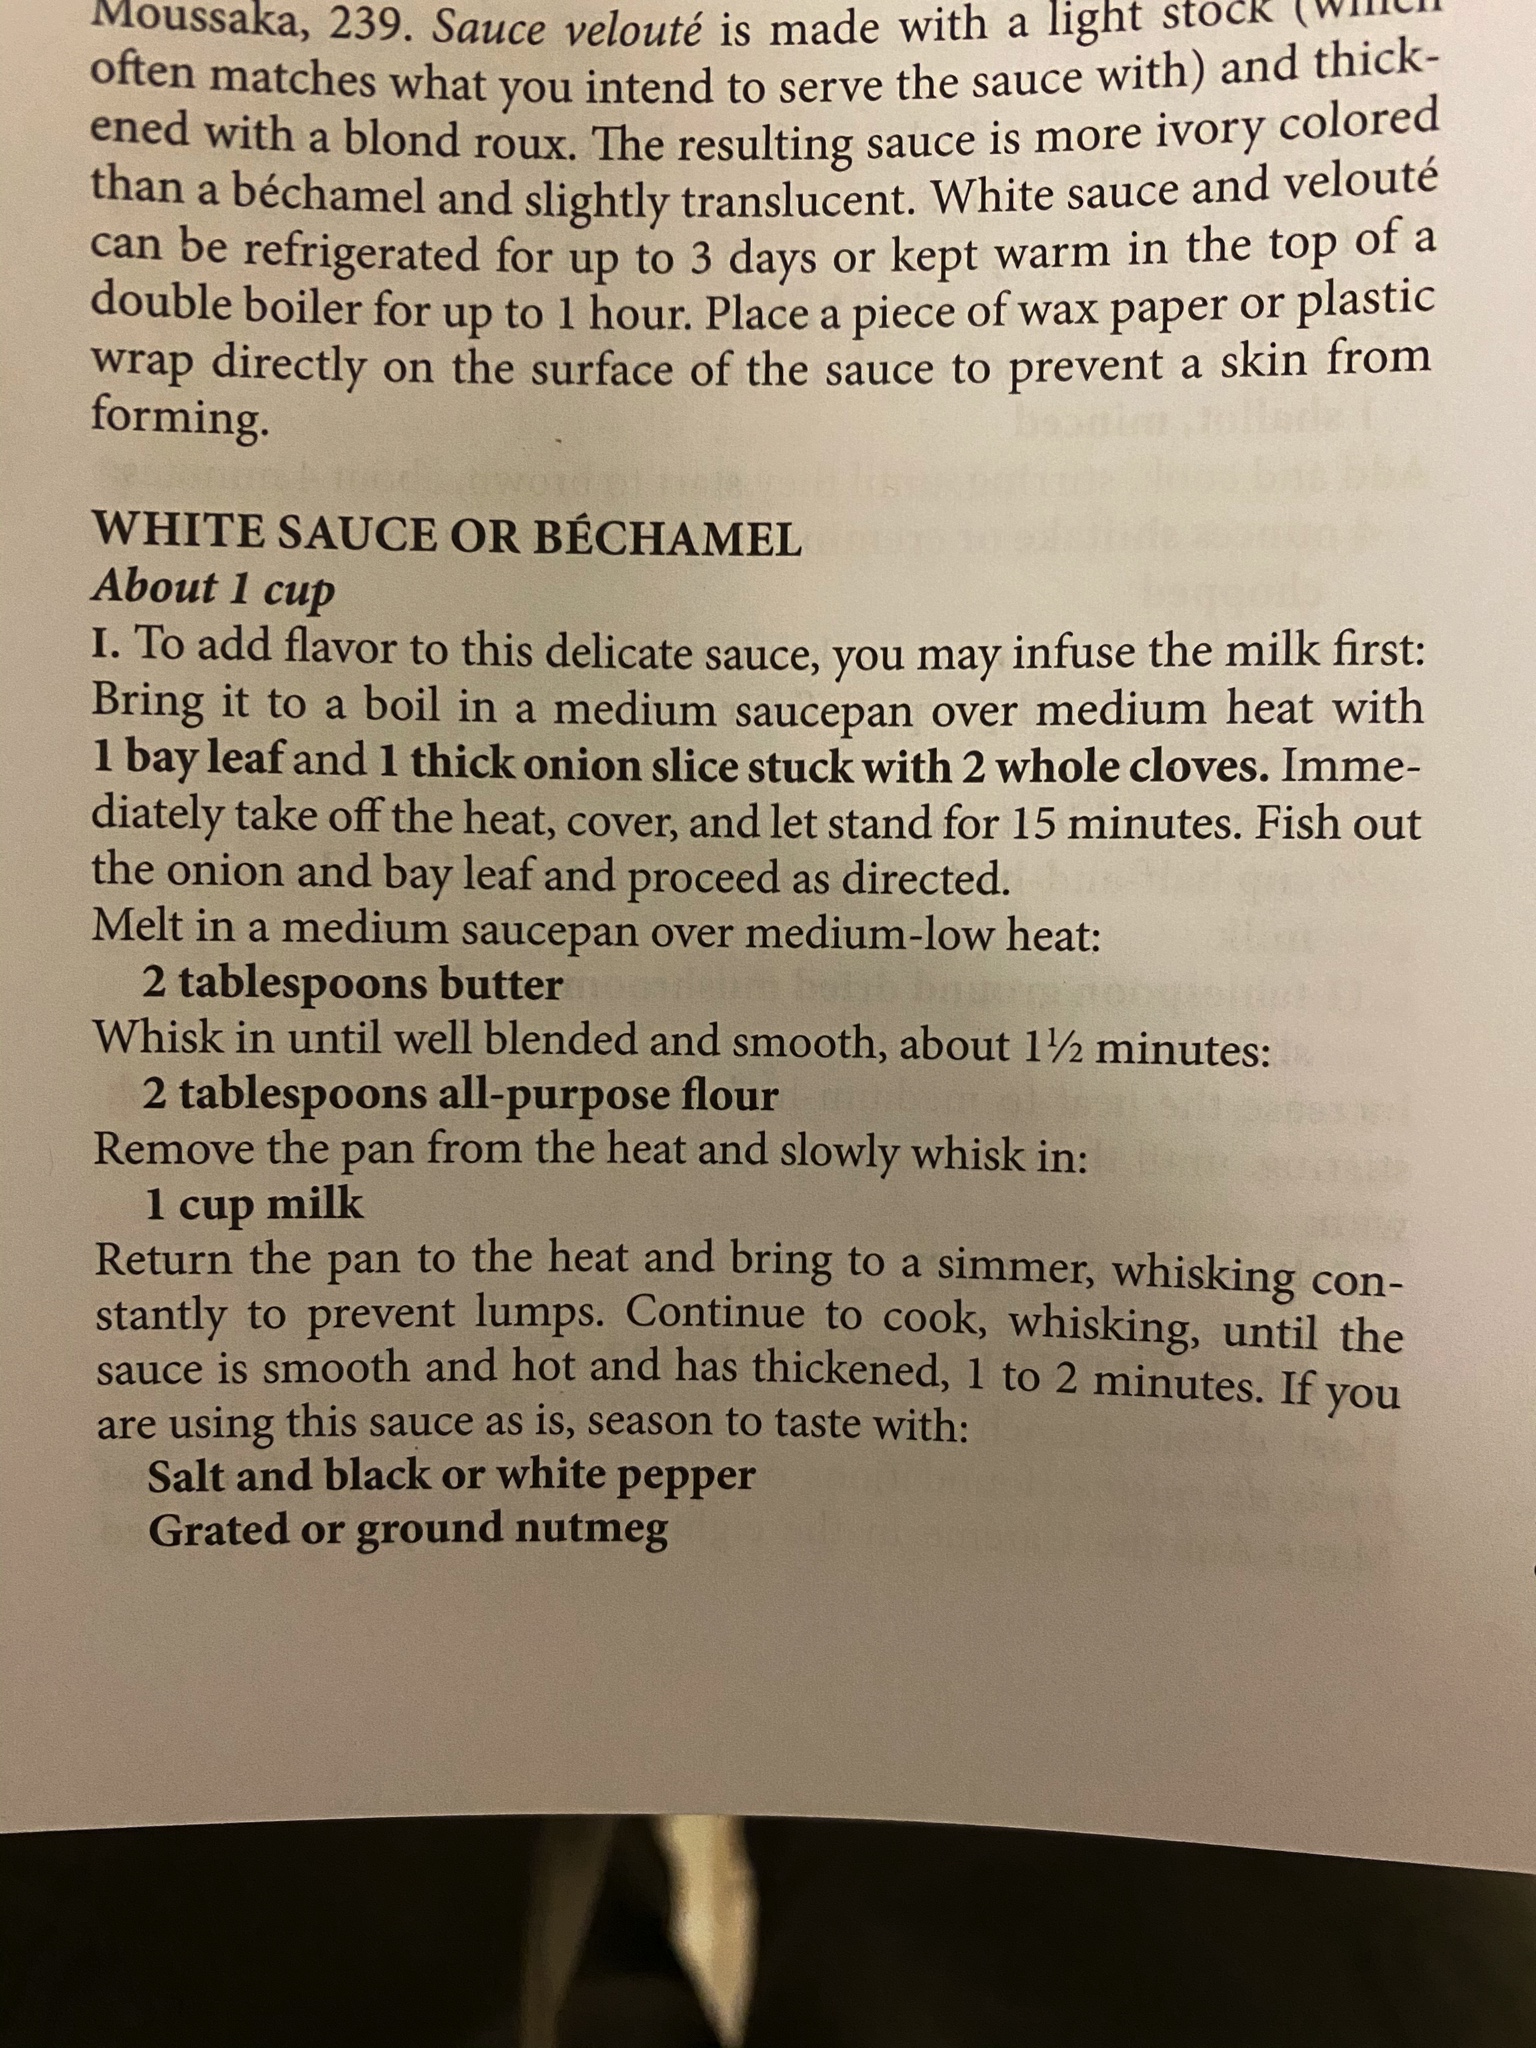 Moussaka, 239. Sauce velouté is made with a light stock (which
often matches what you intend to serve the sauce with) and thick-
ened with a blond roux. The resulting sauce is more ivory colored
than a béchamel and slightly translucent. White sauce and velouté
can be refrigerated for up to 3 days or kept warm in the top of a
double boiler for up to 1 hour. Place a piece of wax paper or plastic
wrap directly on the surface of the sauce to prevent a skin from
forming.
WHITE SAUCE OR BÉCHAMEL
About 1 cup
I. To add flavor to this delicate sauce, you may infuse the milk first:
Bring it to a boil in a medium saucepan over medium heat with
1 bay leaf and 1 thick onion slice stuck with 2 whole cloves. Imme-
diately take off the heat, cover, and let stand for 15 minutes. Fish out
the onion and bay leaf and proceed as directed.
Melt in a medium saucepan over medium-low heat:
2 tablespoons butter
Whisk in until well blended and smooth, about 1½ minutes:
2 tablespoons all-purpose flour
Remove the pan from the heat and slowly whisk in:
1 cup milk
Return the pan to the heat and bring to a simmer, whisking con-
stantly to prevent lumps. Continue to cook, whisking, until the
sauce is smooth and hot and has thickened, 1 to 2 minutes. If you
are using this sauce as is, season to taste with:
Salt and black or white pepper
Grated or ground nutmeg